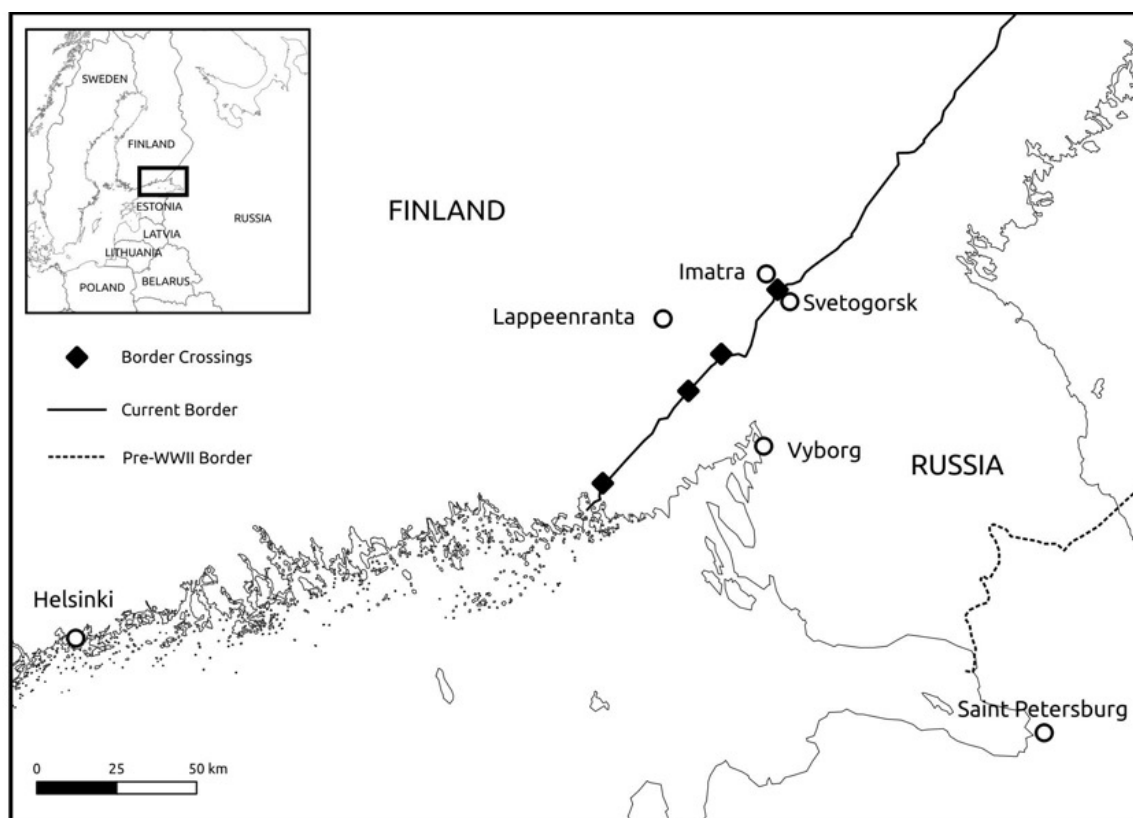 SWEDEN
FINLAND
ESTONIA
RUSSIA
LATVIA
LITHUANIA
POLAND
BELARUS
Border Crossings
Current Border
Pre-WWII Border
FINLAND
Imatra
Svetogorsk
Lappeenranta
Vyborg
RUSSIA
Helsinki
Saint Petersburg
0 25 50 km